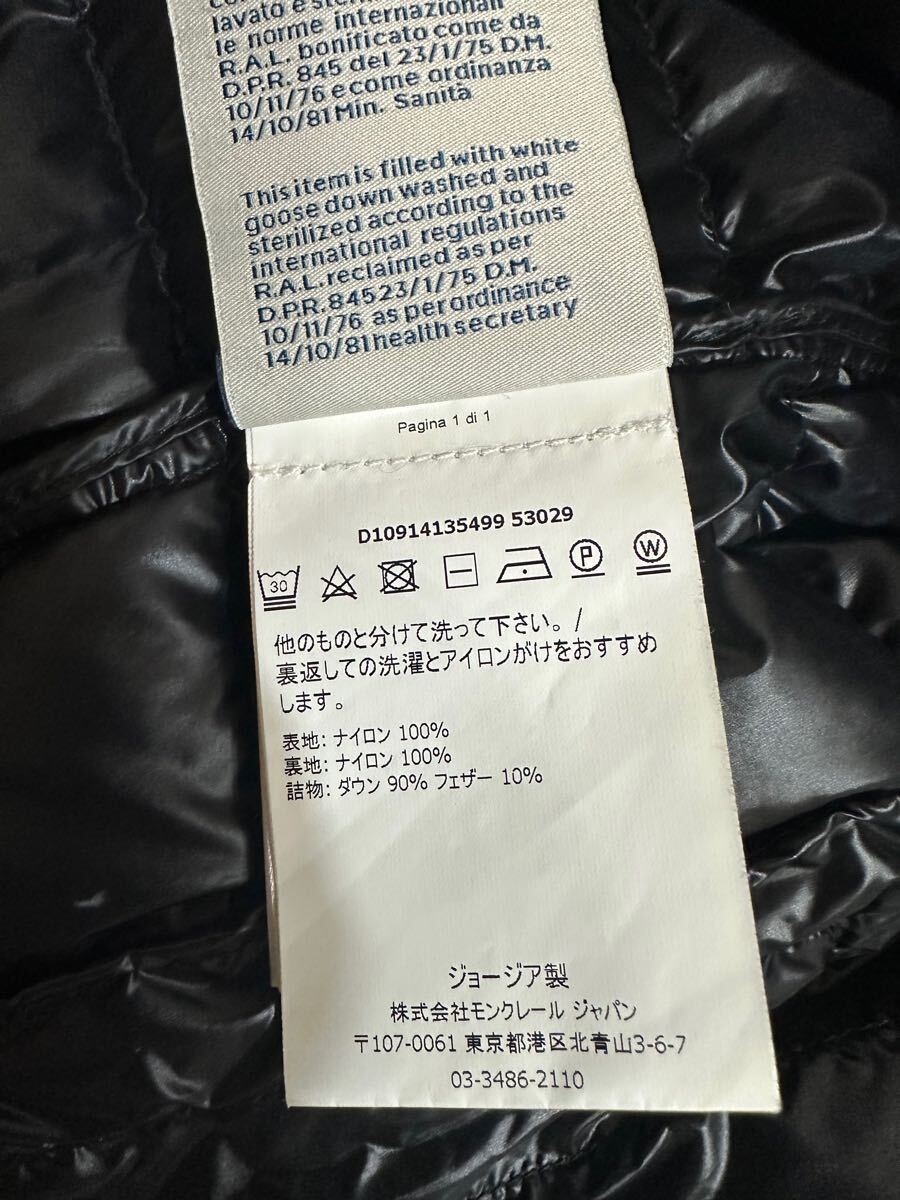 lavato e
le norme internazionali
R.A.L. bonificato come da
D.P.R. 845 del 23/1/75 D.M.
10/11/76 e come ordinanza
14/10/81 Min. Sanità
This item is filled with white
goose down washed and
sterilized according to the
international regulations
R.A.L. reclaimed as per
D.P.R. 845 23/1/75 D.M.
10/11/76 as per ordinance
14/10/81 health secretary
Pagina 1 di 1
D10914135499 53029
30 P W
他のものと分けて洗って下さい。/
裏返しての洗濯とアイロンがけをおすすめ
します。
表地: ナイロン 100%
裏地: ナイロン 100%
詰物: ダウン 90% フェザー 10%
ジョージア製
株式会社モンクレール ジャパン
〒107-0061 東京都港区北青山3-6-7
03-3486-2110